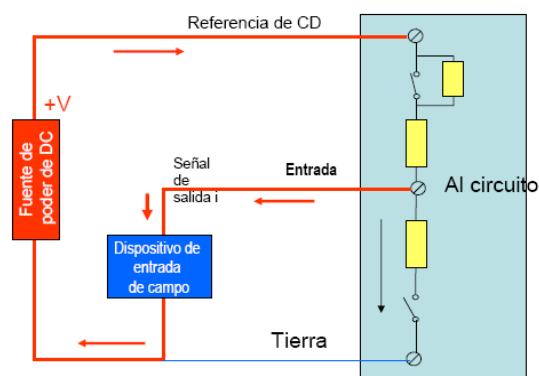 Referencia de CD
+V
Fuente de
poder de DC
Señal
de
salida i
Entrada
Al circuito
Dispositivo de
entrada
de campo
Tierra